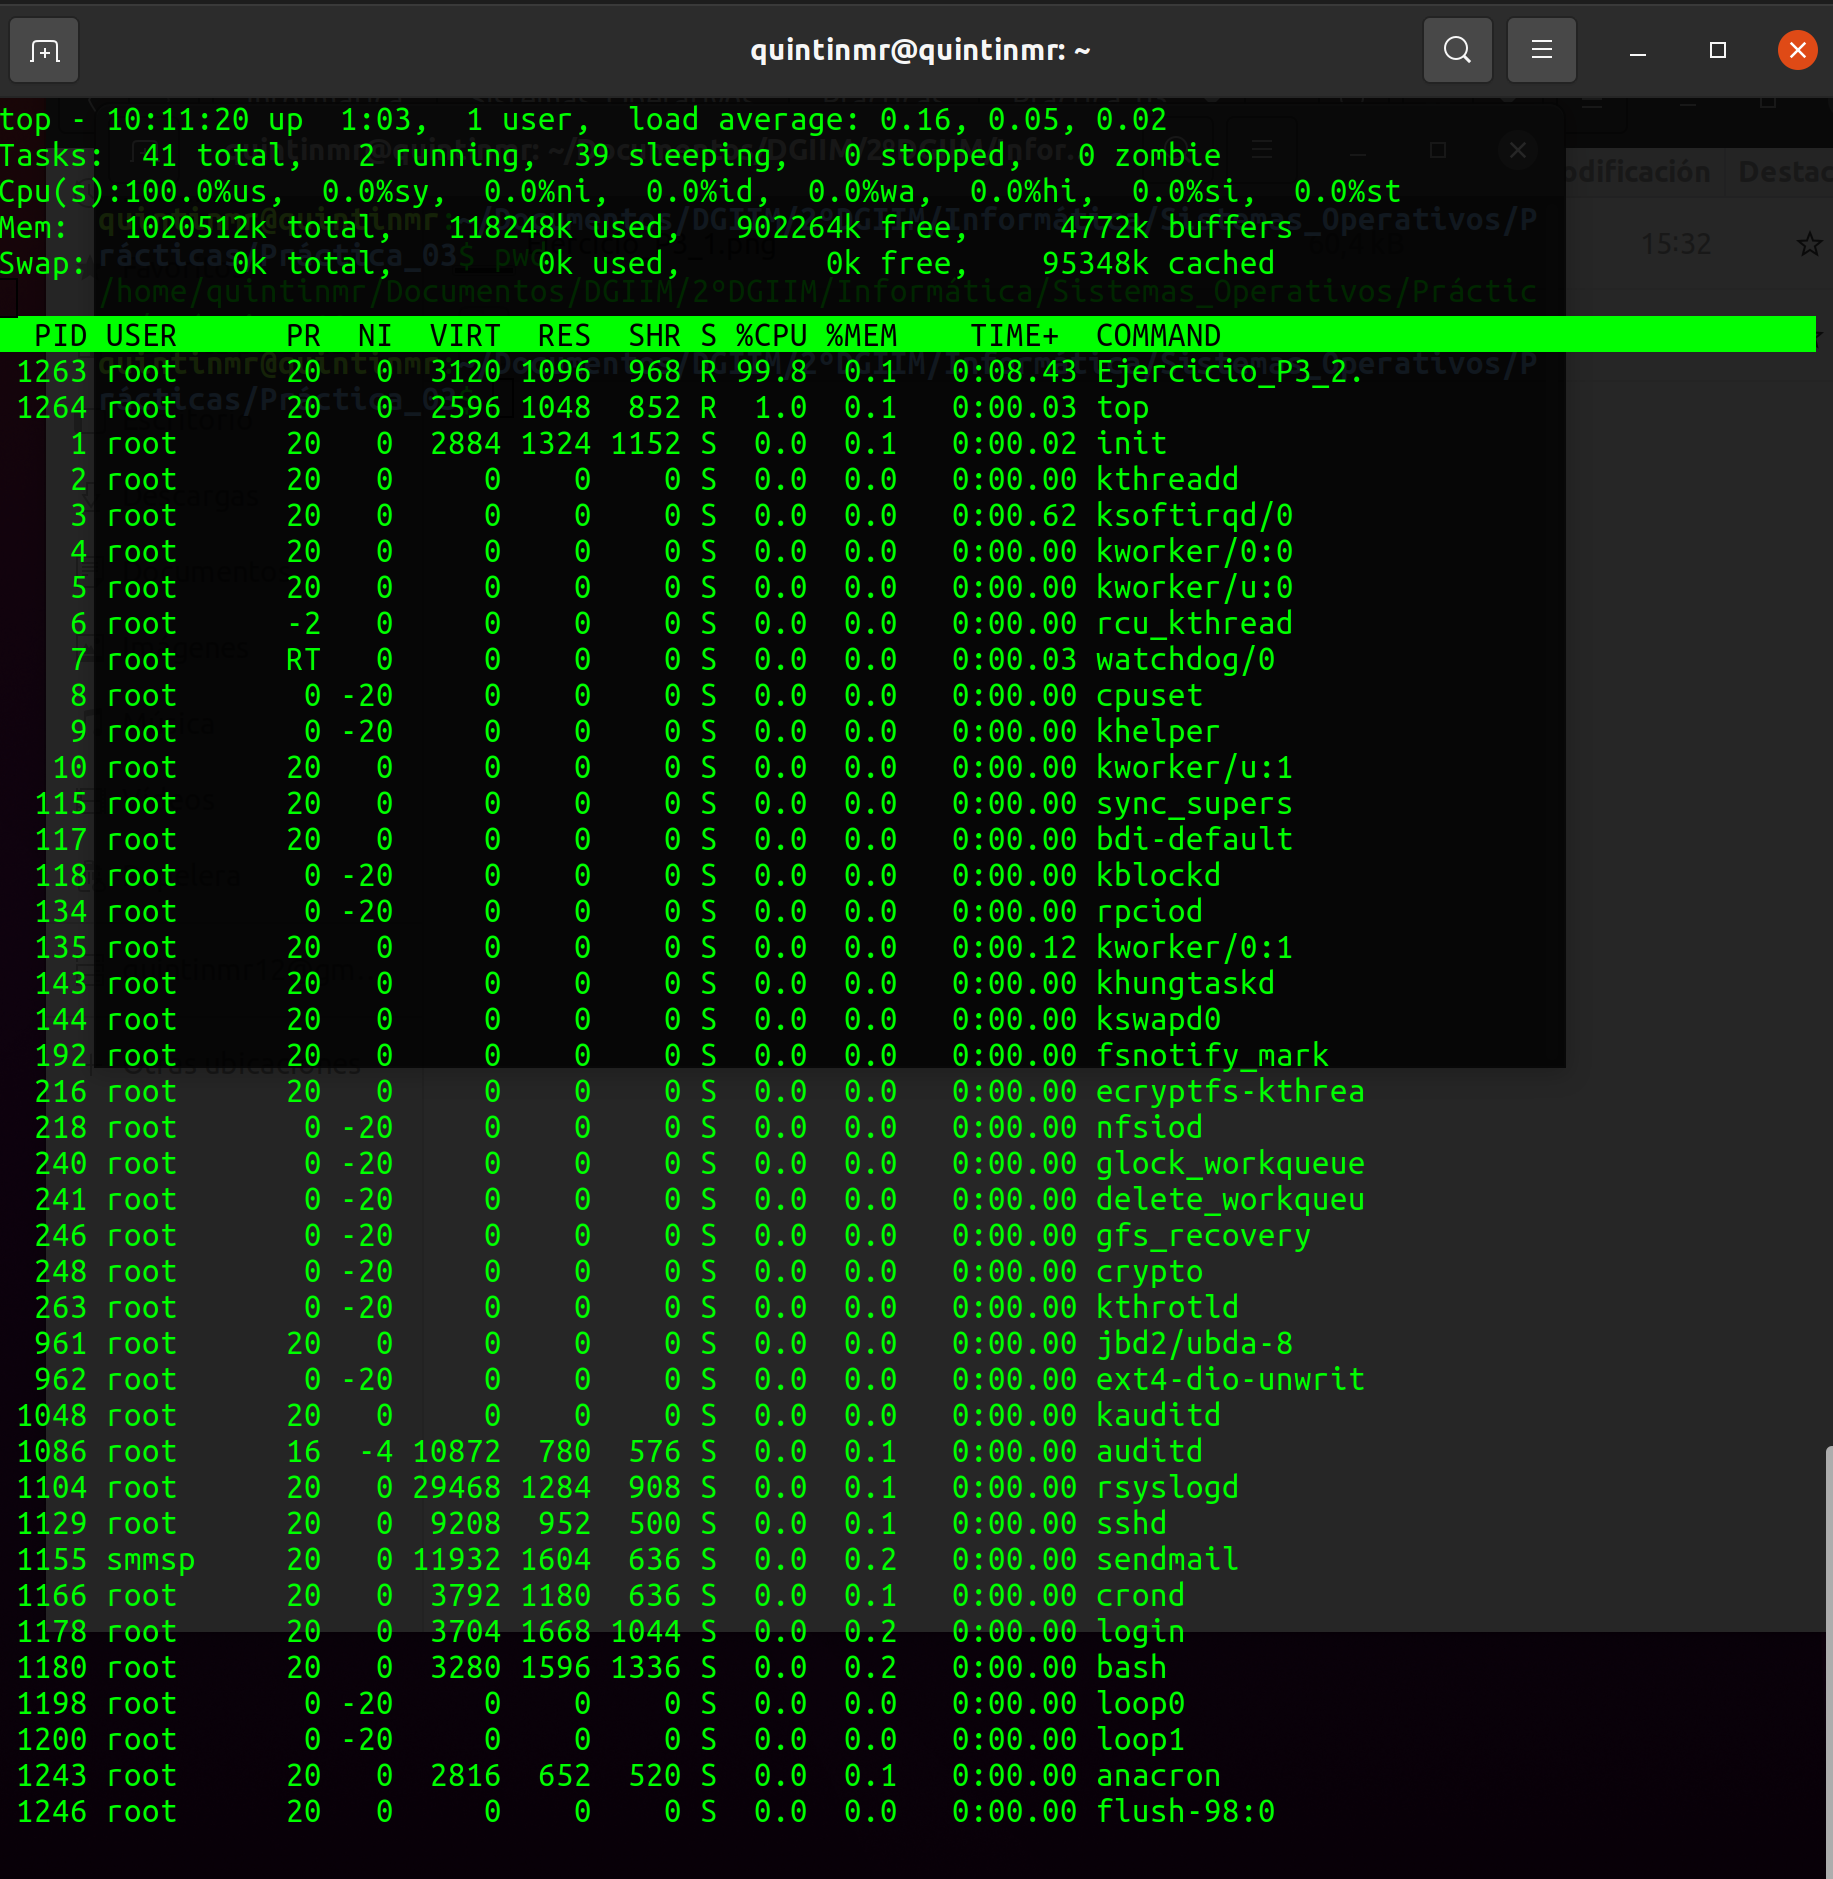 quintinmr@quintinmr: ~
top - 10:11:20 up  1:03,  1 user,  load average: 0.16, 0.05, 0.02
Tasks:  41 total,   2 running,  39 sleeping,   0 stopped,   0 zombie
Cpu(s):100.0%us,  0.0%sy,  0.0%ni,  0.0%id,  0.0%wa,  0.0%hi,  0.0%si,  0.0%st
Mem:   1020512k total,   118248k used,   902264k free,     4772k buffers
Swap:        0k total,        0k used,        0k free,    95348k cached
PID USER      PR  NI  VIRT  RES  SHR S %CPU %MEM    TIME+  COMMAND
1263 root      20   0  3120 1096  968 R 99.8  0.1   0:08.43 Ejercicio_P3_2.
1264 root      20   0  2596 1048  852 R  1.0  0.1   0:00.03 top
1 root      20   0  2884 1324 1152 S  0.0  0.1   0:00.02 init
2 root      20   0     0    0    0 S  0.0  0.0   0:00.00 kthreadd
3 root      20   0     0    0    0 S  0.0  0.0   0:00.62 ksoftirqd/0
4 root      20   0     0    0    0 S  0.0  0.0   0:00.00 kworker/0:0
5 root      20   0     0    0    0 S  0.0  0.0   0:00.00 kworker/u:0
6 root      -2   0     0    0    0 S  0.0  0.0   0:00.00 rcu_kthread
7 root      RT   0     0    0    0 S  0.0  0.0   0:00.03 watchdog/0
8 root       0 -20     0    0    0 S  0.0  0.0   0:00.00 cpuset
9 root       0 -20     0    0    0 S  0.0  0.0   0:00.00 khelper
10 root      20   0     0    0    0 S  0.0  0.0   0:00.00 kworker/u:1
115 root      20   0     0    0    0 S  0.0  0.0   0:00.00 sync_supers
117 root      20   0     0    0    0 S  0.0  0.0   0:00.00 bdi-default
118 root       0 -20     0    0    0 S  0.0  0.0   0:00.00 kblockd
134 root       0 -20     0    0    0 S  0.0  0.0   0:00.00 rpciod
135 root      20   0     0    0    0 S  0.0  0.0   0:00.12 kworker/0:1
143 root      20   0     0    0    0 S  0.0  0.0   0:00.00 khungtaskd
144 root      20   0     0    0    0 S  0.0  0.0   0:00.00 kswapd0
192 root      20   0     0    0    0 S  0.0  0.0   0:00.00 fsnotify_mark
216 root      20   0     0    0    0 S  0.0  0.0   0:00.00 ecryptfs-kthrea
218 root       0 -20     0    0    0 S  0.0  0.0   0:00.00 nfsiod
240 root       0 -20     0    0    0 S  0.0  0.0   0:00.00 glock_workqueue
241 root       0 -20     0    0    0 S  0.0  0.0   0:00.00 delete_workqueu
246 root       0 -20     0    0    0 S  0.0  0.0   0:00.00 gfs_recovery
248 root       0 -20     0    0    0 S  0.0  0.0   0:00.00 crypto
263 root       0 -20     0    0    0 S  0.0  0.0   0:00.00 kthrotld
961 root      20   0     0    0    0 S  0.0  0.0   0:00.00 jbd2/ubda-8
962 root       0 -20     0    0    0 S  0.0  0.0   0:00.00 ext4-dio-unwrit
1048 root      20   0     0    0    0 S  0.0  0.0   0:00.00 kauditd
1086 root      16  -4 10872  780  576 S  0.0  0.1   0:00.00 auditd
1104 root      20   0 29468 1284  908 S  0.0  0.1   0:00.00 rsyslogd
1129 root      20   0  9208  952  500 S  0.0  0.1   0:00.00 sshd
1155 smmsp     20   0 11932 1604  636 S  0.0  0.2   0:00.00 sendmail
1166 root      20   0  3792 1180  636 S  0.0  0.1   0:00.00 crond
1178 root      20   0  3704 1668 1044 S  0.0  0.2   0:00.00 login
1180 root      20   0  3280 1596 1336 S  0.0  0.2   0:00.00 bash
1198 root       0 -20     0    0    0 S  0.0  0.0   0:00.00 loop0
1200 root       0 -20     0    0    0 S  0.0  0.0   0:00.00 loop1
1243 root      20   0  2816  652  520 S  0.0  0.1   0:00.00 anacron
1246 root      20   0     0    0    0 S  0.0  0.0   0:00.00 flush-98:0
15:32
/home/quintinmr/Documentos/DGIIM/2ºDGIIM/Informática/Sistemas_Operativos/Práctic